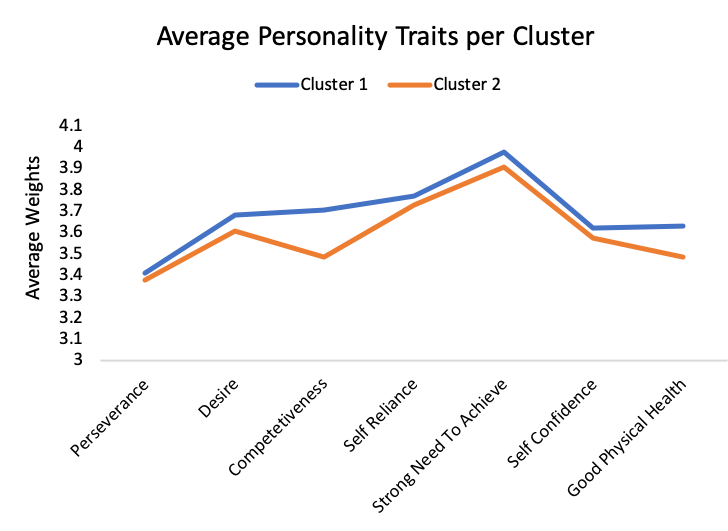 Average Personality Traits per Cluster
Cluster 1
Cluster 2
Average Weights
4.1
4
3.9
3.8
3.7
3.6
3.5
3.4
3.3
3.2
3.1
3
Perseverance
Desire
Competetiveness
Self Reliance
Strong Need To Achieve
Self Confidence
Good Physical Health